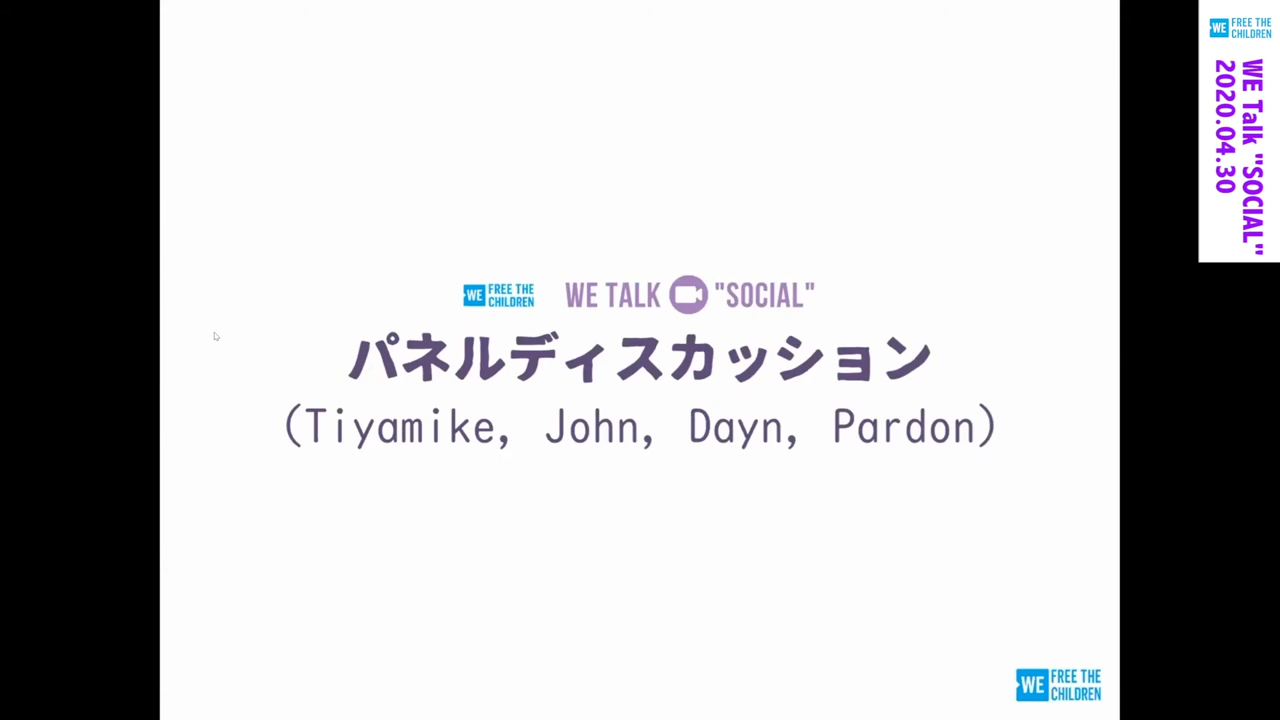 WE FREE THE CHILDREN WE TALK "SOCIAL"
パネルディスカッション
(Tiyamike, John, Dayn, Pardon)
WE FREE THE CHILDREN
WE FREE THE CHILDREN
WE Talk "SOCIAL"
2020.04.30